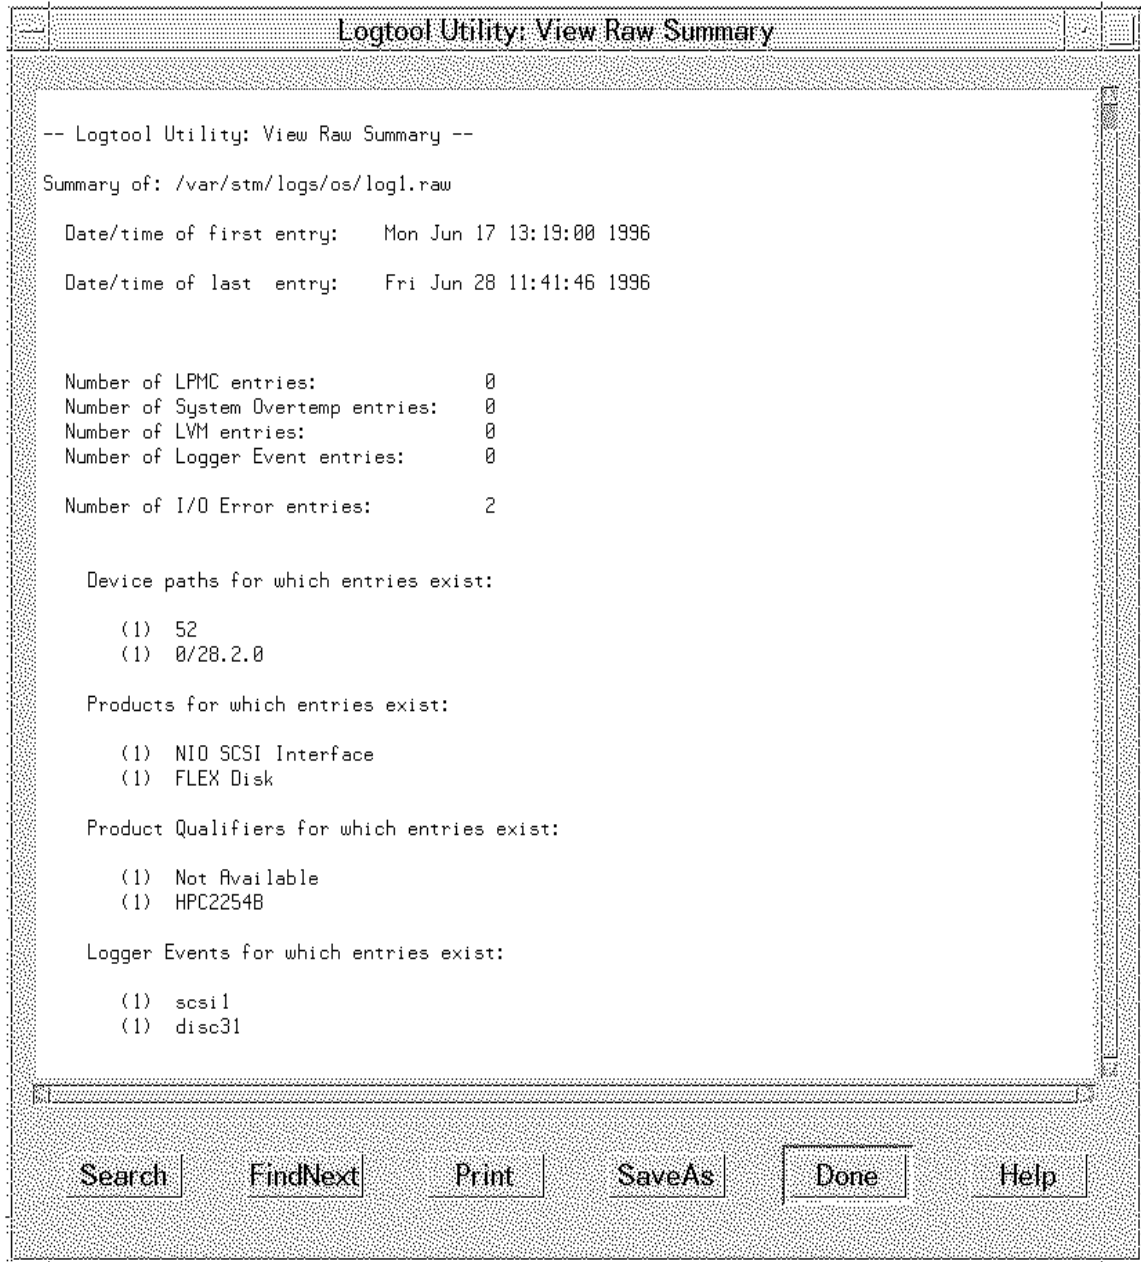 Logtool Utility: View Raw Summary
-- Logtool Utility: View Raw Summary --
Summary of: /var/stm/logs/os/log1.raw
Date/time of first entry: Mon Jun 17 13:19:00 1996
Date/time of last entry: Fri Jun 28 11:41:46 1996
Number of LPMC entries: 0
Number of System Overtemp entries: 0
Number of LVM entries: 0
Number of Logger Event entries: 0
Number of I/O Error entries: 2
Device paths for which entries exist:
(1) 52
(1) 0/28.2.0
Products for which entries exist:
(1) NIO SCSI Interface
(1) FLEX Disk
Product Qualifiers for which entries exist:
(1) Not Available
(1) HPC2254B
Logger Events for which entries exist:
(1) scsi1
(1) disc31
Search FindNext Print SaveAs Done Help